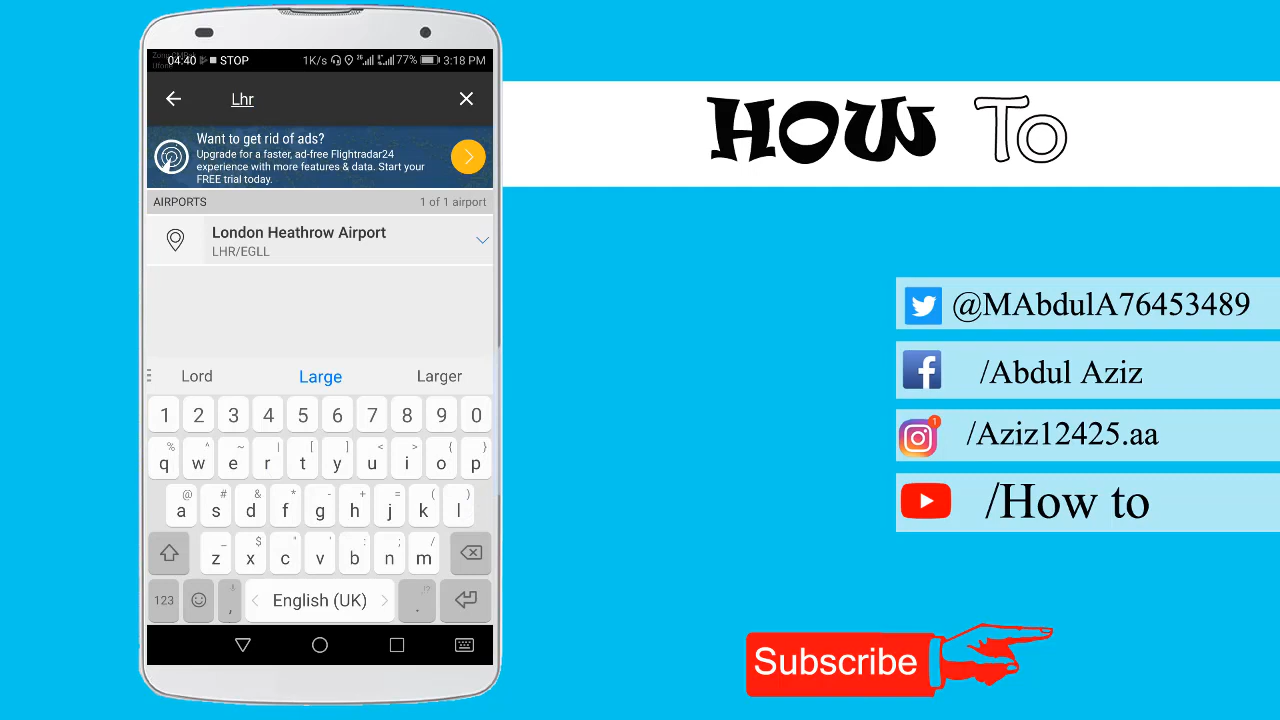 04:40 STOP 1K/s 77% 3:18 PM
Lhr
Want to get rid of ads?
Upgrade for a faster, ad-free Flightradar24
experience with more features & data. Start your
FREE trial today.
AIRPORTS 1 of 1 airport
London Heathrow Airport
LHR/EGLL
Lord Large Larger
1 2 3 4 5 6 7 8 9 0
% ^ ~ | [ ] < > { }
q w e r t y u i o p
@ # & * - + = ( )
a s d f g h j k l
_ $ " ' : ; /
z x c v b n m
123 , English (UK) .
!?
HOW To
@MAbdulA76453489
/Abdul Aziz
1
/Aziz12425.aa
/How to
Subscribe